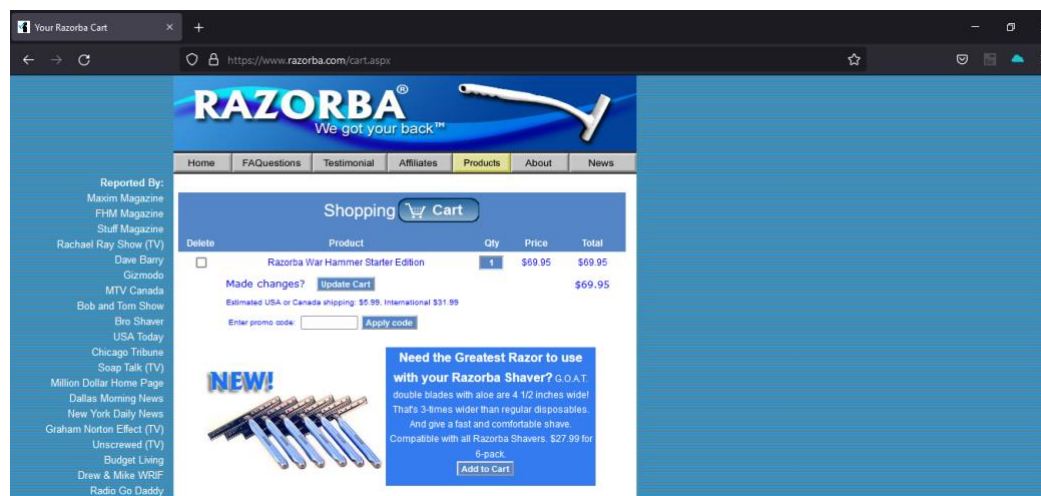 Your Razorba Cart
https://www.razorba.com/cart.aspx
RAZORBA®
We got your back™
Home FAQuestions Testimonial Affiliates Products About News
Reported By:
Maxim Magazine
FHM Magazine
Stuff Magazine
Rachael Ray Show (TV)
Dave Barry
Gizmodo
MTV Canada
Bob and Tom Show
Bro Shaver
USA Today
Chicago Tribune
Soap Talk (TV)
Million Dollar Home Page
Dallas Morning News
New York Daily News
Graham Norton Effect (TV)
Unscrewed (TV)
Budget Living
Drew & Mike WRIF
Radio Go Daddy
Shopping Cart
Delete Product Qty Price Total
Razorba War Hammer Starter Edition 1 $69.95 $69.95
Made changes? Update Cart $69.95
Estimated USA or Canada shipping: $5.99, International $31.99
Enter promo code: Apply code
NEW!
Need the Greatest Razor to use
with your Razorba Shaver? G.O.A.T.
double blades with aloe are 4 1/2 inches wide!
That's 3-times wider than regular disposables.
And give a fast and comfortable shave.
Compatible with all Razorba Shavers. $27.99 for
6-pack.
Add to Cart